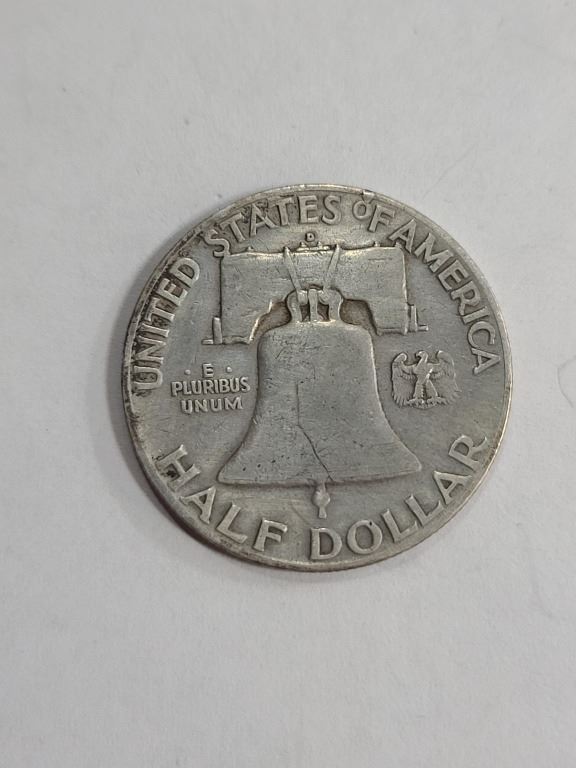 UNITED STATES OF AMERICA
D
· E ·
PLURIBUS
UNUM
HALF DOLLAR